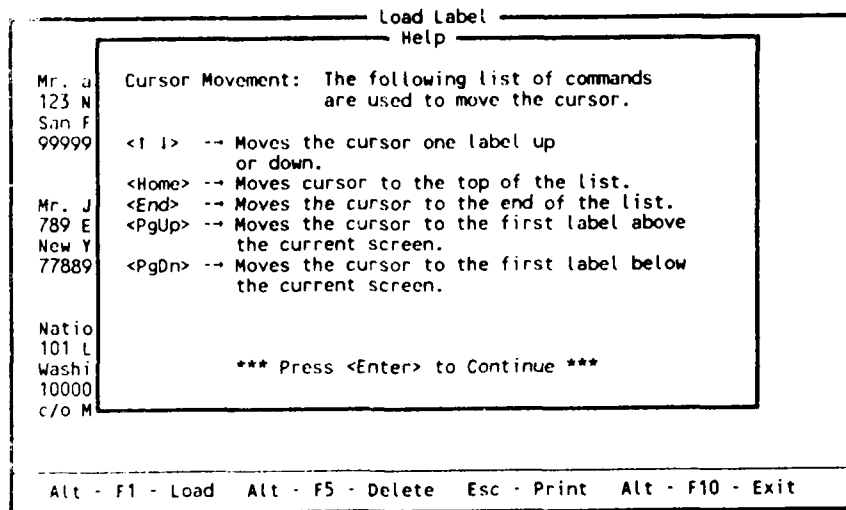 Load Label
Help
Mr. a Cursor Movement: The following list of commands
123 N are used to move the cursor.
San F
99999 <↑ ↓> --→ Moves the cursor one label up
or down.
<Home> --→ Moves cursor to the top of the list.
Mr. J <End> --→ Moves the cursor to the end of the list.
789 E <PgUp> --→ Moves the cursor to the first label above
New Y the current screen.
77889 <PgDn> --→ Moves the cursor to the first label below
the current screen.
Natio
101 L
Washi *** Press <Enter> to Continue ***
10000
c/o M
Alt - F1 - Load Alt - F5 - Delete Esc - Print Alt - F10 - Exit